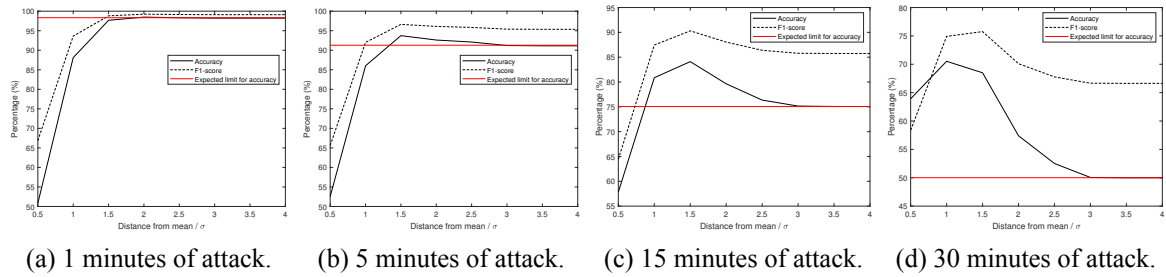 100
95
90
85
80
75
70
65
60
55
50
Percentage (%)
Accuracy
F1-score
Expected limit for accuracy
0.5 1 1.5 2 2.5 3 3.5 4
Distance from mean / σ
(a) 1 minutes of attack.
100
95
90
85
80
75
70
65
60
55
50
Percentage (%)
Accuracy
F1-score
Expected limit for accuracy
0.5 1 1.5 2 2.5 3 3.5 4
Distance from mean / σ
(b) 5 minutes of attack.
95
90
85
80
75
70
65
60
55
Percentage (%)
Accuracy
F1-score
Expected limit for accuracy
0.5 1 1.5 2 2.5 3 3.5 4
Distance from mean / σ
(c) 15 minutes of attack.
80
75
70
65
60
55
50
45
Percentage (%)
Accuracy
F1-score
Expected limit for accuracy
0.5 1 1.5 2 2.5 3 3.5 4
Distance from mean / σ
(d) 30 minutes of attack.